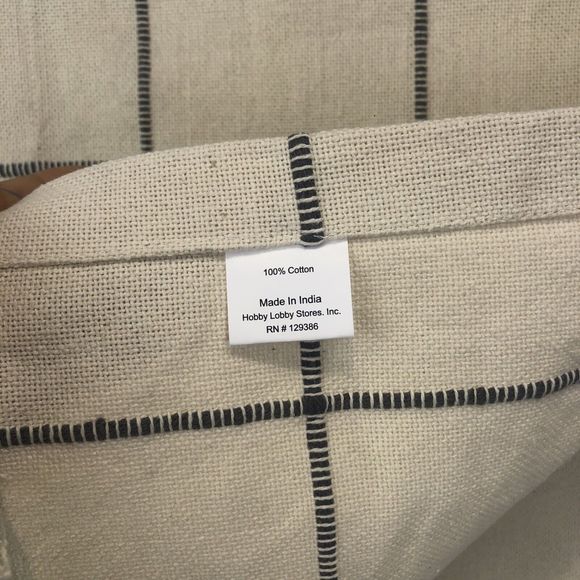 100% Cotton
Made In India
Hobby Lobby Stores. Inc.
RN # 129386